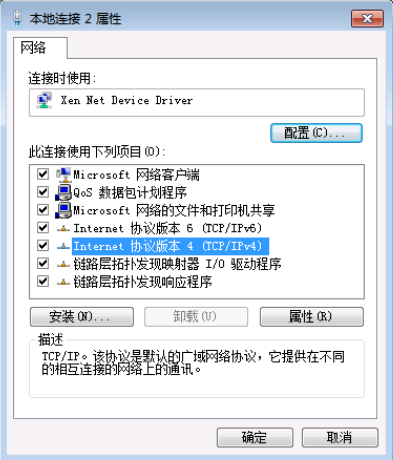 本地连接 2 属性
网络
连接时使用:
Xen Net Device Driver
配置(C)...
此连接使用下列项目(O):
Microsoft 网络客户端
QoS 数据包计划程序
Microsoft 网络的文件和打印机共享
Internet 协议版本 6 (TCP/IPv6)
Internet 协议版本 4 (TCP/IPv4)
链路层拓扑发现映射器 I/O 驱动程序
链路层拓扑发现响应程序
安装(N)...
卸载(U)
属性(R)
描述
TCP/IP。该协议是默认的广域网络协议，它提供在不同
的相互连接的网络上的通讯。
确定
取消